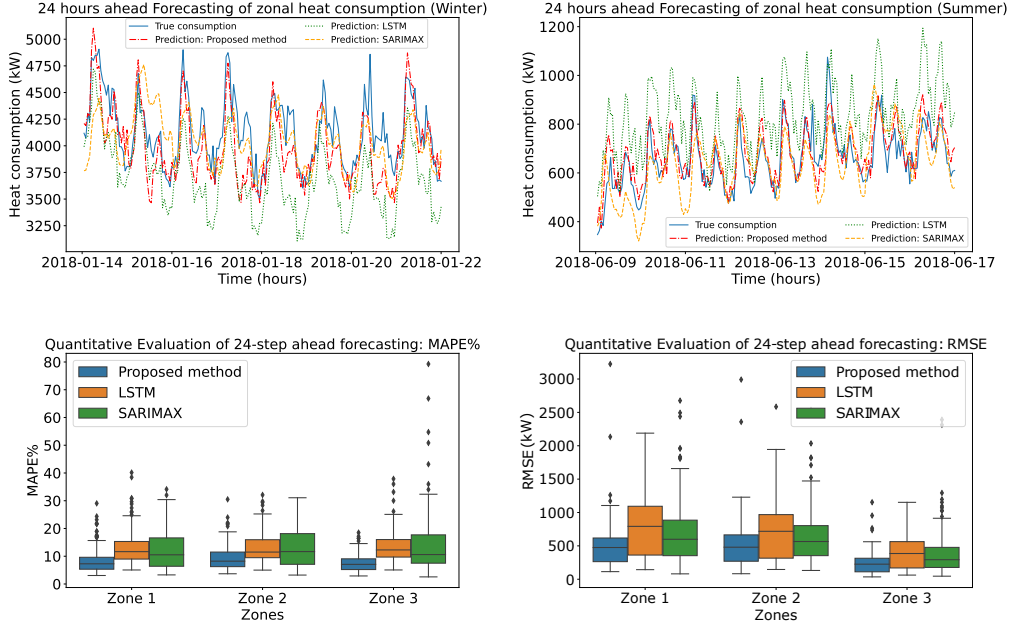 24 hours ahead Forecasting of zonal heat consumption (Winter)
Heat consumption (kW)
5000
4750
4500
4250
4000
3750
3500
3250
True consumption
Prediction: Proposed method
Prediction: LSTM
Prediction: SARIMAX
2018-01-14 2018-01-16 2018-01-18 2018-01-20 2018-01-22
Time (hours)
24 hours ahead Forecasting of zonal heat consumption (Summer)
Heat consumption (kW)
1200
1000
800
600
400
True consumption
Prediction: Proposed method
Prediction: LSTM
Prediction: SARIMAX
2018-06-09 2018-06-11 2018-06-13 2018-06-15 2018-06-17
Time (hours)
Quantitative Evaluation of 24-step ahead forecasting: MAPE%
MAPE%
80
70
60
50
40
30
20
10
0
Proposed method
LSTM
SARIMAX
Zone 1 Zone 2 Zone 3
Zones
Quantitative Evaluation of 24-step ahead forecasting: RMSE
RMSE(kW)
3000
2500
2000
1500
1000
500
0
Proposed method
LSTM
SARIMAX
Zone 1 Zone 2 Zone 3
Zones